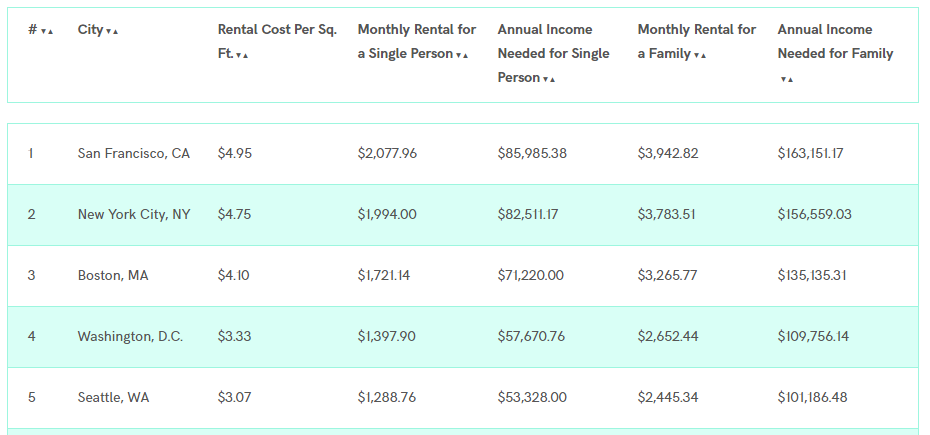 # ▼▲ City ▼▲ Rental Cost Per Sq. Monthly Rental for Annual Income Monthly Rental for Annual Income
Ft. ▼▲ a Single Person ▼▲ Needed for Single a Family ▼▲ Needed for Family
Person ▼▲ ▼▲
1 San Francisco, CA $4.95 $2,077.96 $85,985.38 $3,942.82 $163,151.17
2 New York City, NY $4.75 $1,994.00 $82,511.17 $3,783.51 $156,559.03
3 Boston, MA $4.10 $1,721.14 $71,220.00 $3,265.77 $135,135.31
4 Washington, D.C. $3.33 $1,397.90 $57,670.76 $2,652.44 $109,756.14
5 Seattle, WA $3.07 $1,288.76 $53,328.00 $2,445.34 $101,186.48